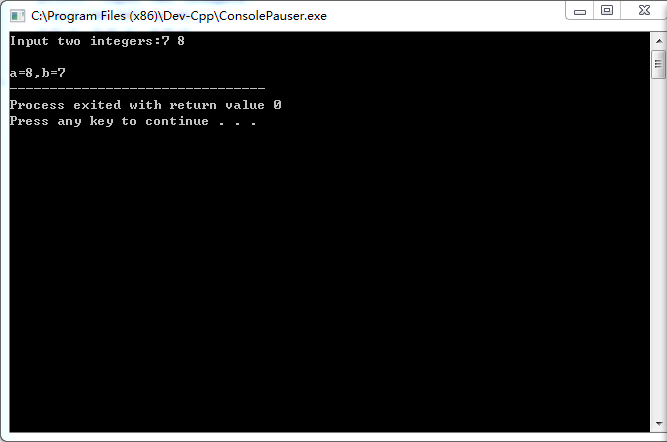 C:\Program Files (x86)\Dev-Cpp\ConsolePauser.exe
Input two integers:7 8
a=8,b=7
--------------------------------
Process exited with return value 0
Press any key to continue . . .